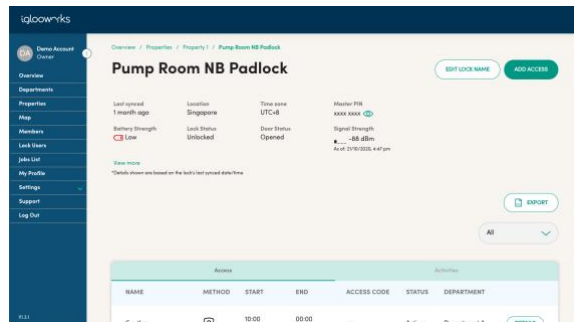 iglooworks
DA
Demo Account
Owner
Overview
Departments
Properties
Map
Members
Lock Users
Jobs List
My Profile
Settings
Support
Log Out
Overview / Properties / Property 1 / Pump Room NB Padlock
Pump Room NB Padlock
EDIT LOCK NAME
ADD ACCESS
Last synced
1 month ago
Location
Singapore
Time zone
UTC+8
Master PIN
xxxx xxxx
Battery Strength
Low
Lock Status
Unlocked
Door Status
Opened
Signal Strength
-88 dBm
As of: 21/10/2022, 4:47 pm
View more
*Details shown are based on the lock's last synced date/time
EXPORT
All
Access
Activities
NAME METHOD START END ACCESS CODE STATUS DEPARTMENT
10:00 00:00